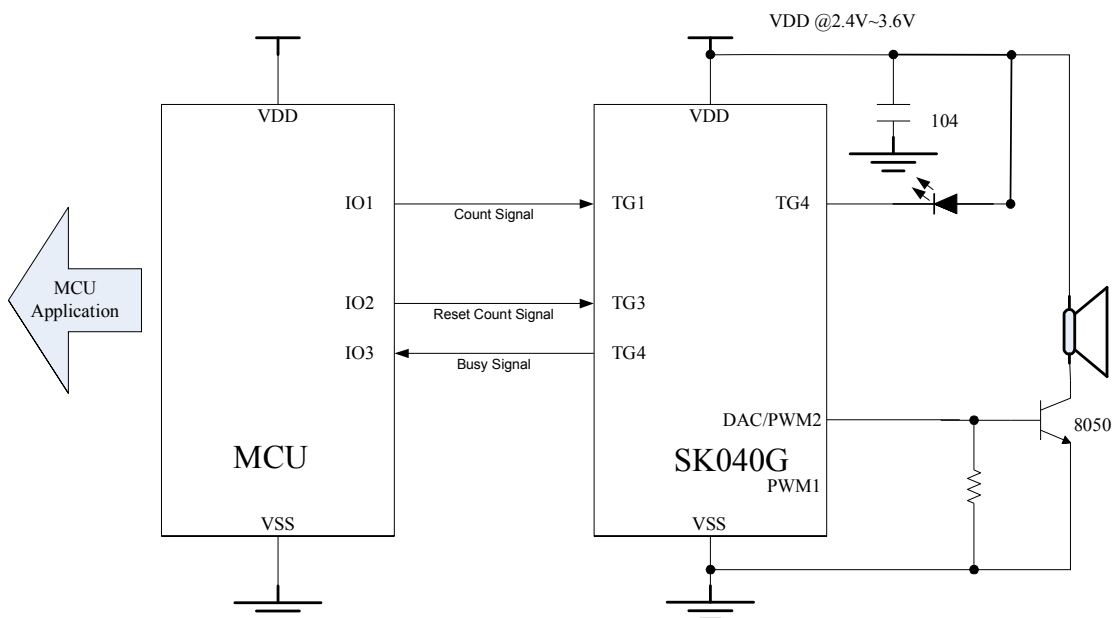 VDD @2.4V~3.6V
VDD
VDD
104
IO1
Count Signal
TG1
TG4
MCU
Application
IO2
Reset Count Signal
TG3
IO3
Busy Signal
TG4
DAC/PWM2
8050
MCU
SK040G
PWM1
VSS
VSS